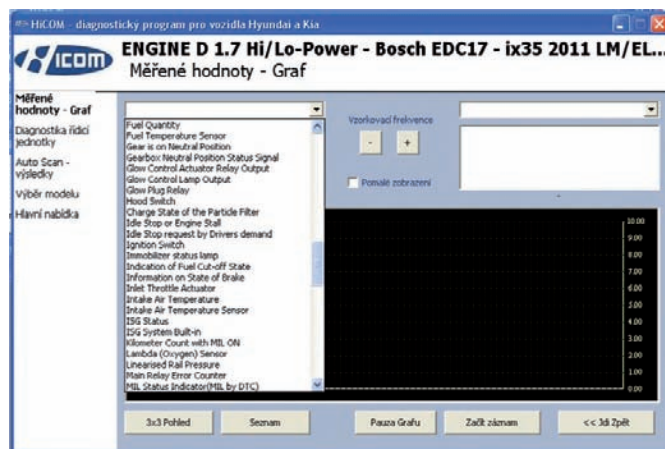 HiCOM - diagnostický program pro vozidla Hyundai a Kia
HICOM
ENGINE D 1.7 Hi/Lo-Power - Bosch EDC17 - ix35 2011 LM/EL...
Měřené hodnoty - Graf
Měřené
hodnoty - Graf
Diagnostika řídicí
jednotky
Auto Scan -
výsledky
Výběr modelu
Hlavní nabídka
Fuel Quantity
Fuel Temperature Sensor
Gear is on Neutral Position
Gearbox Neutral Position Status Signal
Glow Control Actuator Relay Output
Glow Control Lamp Output
Glow Plug Relay
Hood Switch
Charge State of the Particle Filter
Idle Stop or Engine Stall
Idle Stop request by Drivers demand
Ignition Switch
Immobilizer status lamp
Indication of Fuel Cut-off State
Information on State of Brake
Inlet Throttle Actuator
Intake Air Temperature
Intake Air Temperature Sensor
ISG Status
ISG System Built-in
Kilometer Count with MIL ON
Lambda (Oxygen) Sensor
Linearised Rail Pressure
Main Relay Error Counter
MIL Status Indicator(MIL by DTC)
Vzorkovací frekvence
- +
Pomalé zobrazení
-
10.00
9.00
8.00
7.00
6.00
5.00
4.00
3.00
2.00
1.00
0.00
3x3 Pohled
Seznam
Pauza Grafu
Začít záznam
<< Jdi Zpět